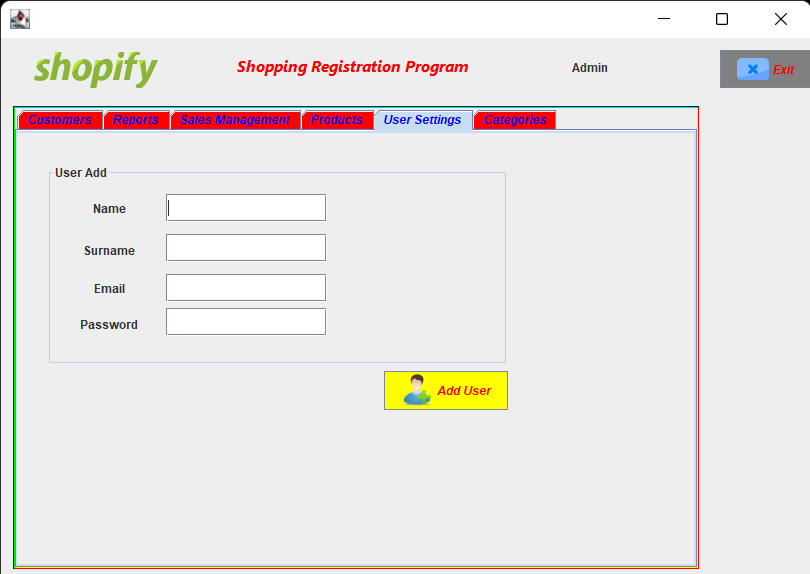 shopify
Shopping Registration Program
Admin
Exit
Customers Reports Sales Management Products User Settings Categories
User Add
Name
Surname
Email
Password
Add User